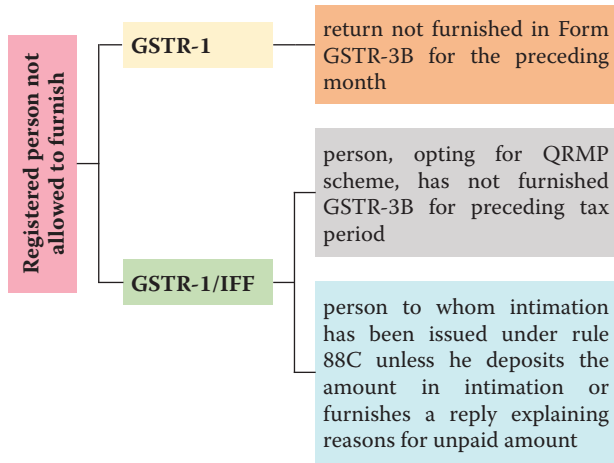 Registered person not
allowed to furnish
GSTR-1
return not furnished in Form
GSTR-3B for the preceding
month
GSTR-1/IFF
person, opting for QRMP
scheme, has not furnished
GSTR-3B for preceding tax
period
person to whom intimation
has been issued under rule
88C unless he deposits the
amount in intimation or
furnishes a reply explaining
reasons for unpaid amount